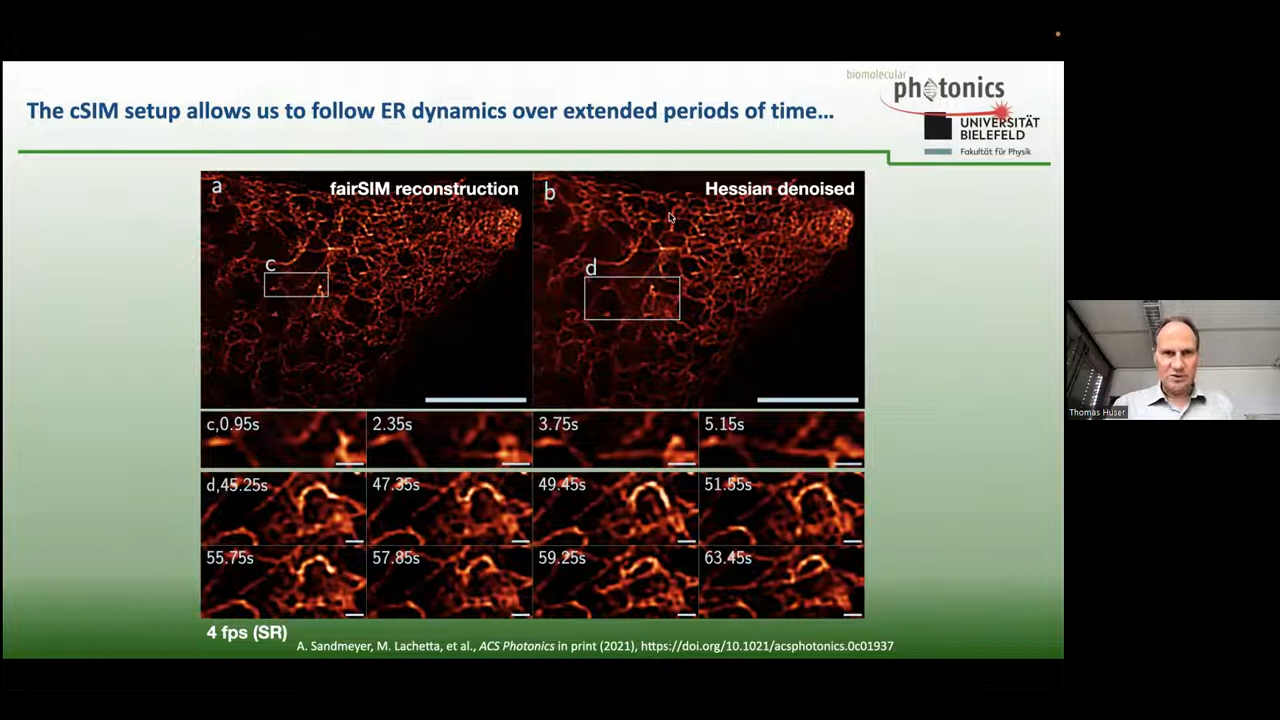 biomolecular
photonics
The cSIM setup allows us to follow ER dynamics over extended periods of time…
UNIVERSITÄT
BIELEFELD
Fakultät für Physik
a
fairSIM reconstruction
b
Hessian denoised
c
d
c,0.95s
2.35s
3.75s
5.15s
d,45.25s
47.35s
49.45s
51.55s
55.75s
57.85s
59.25s
63.45s
4 fps (SR)
A. Sandmeyer, M. Lachetta, et al., ACS Photonics in print (2021), https://doi.org/10.1021/acsphotonics.0c01937
Thomas Huser